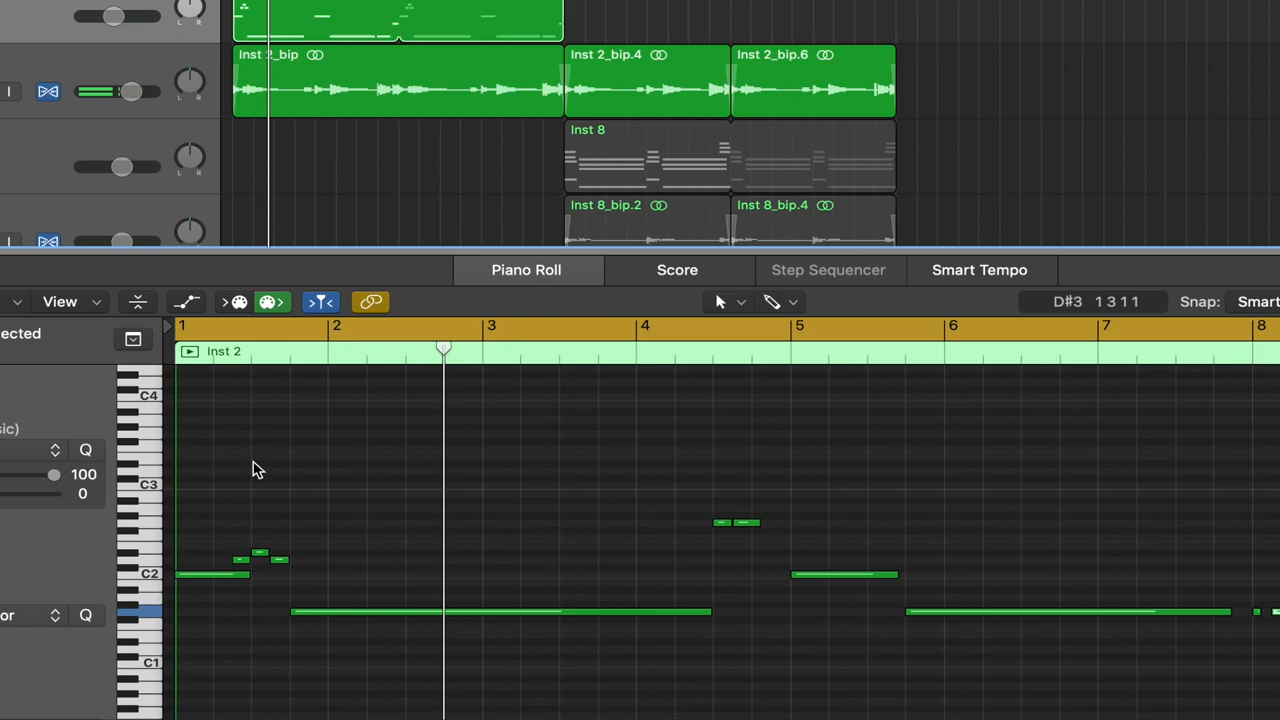 L R
Inst 2_bip Inst 2_bip.4 Inst 2_bip.6
I L R
Inst 8
L R
Inst 8_bip.2 Inst 8_bip.4
I L R
Piano Roll Score Step Sequencer Smart Tempo
View D#3 1 3 1 1 Snap: Smart
ected 1 2 3 4 5 6 7 8
Inst 2
C4
sic) Q
100 C3
0
C2
or Q
C1